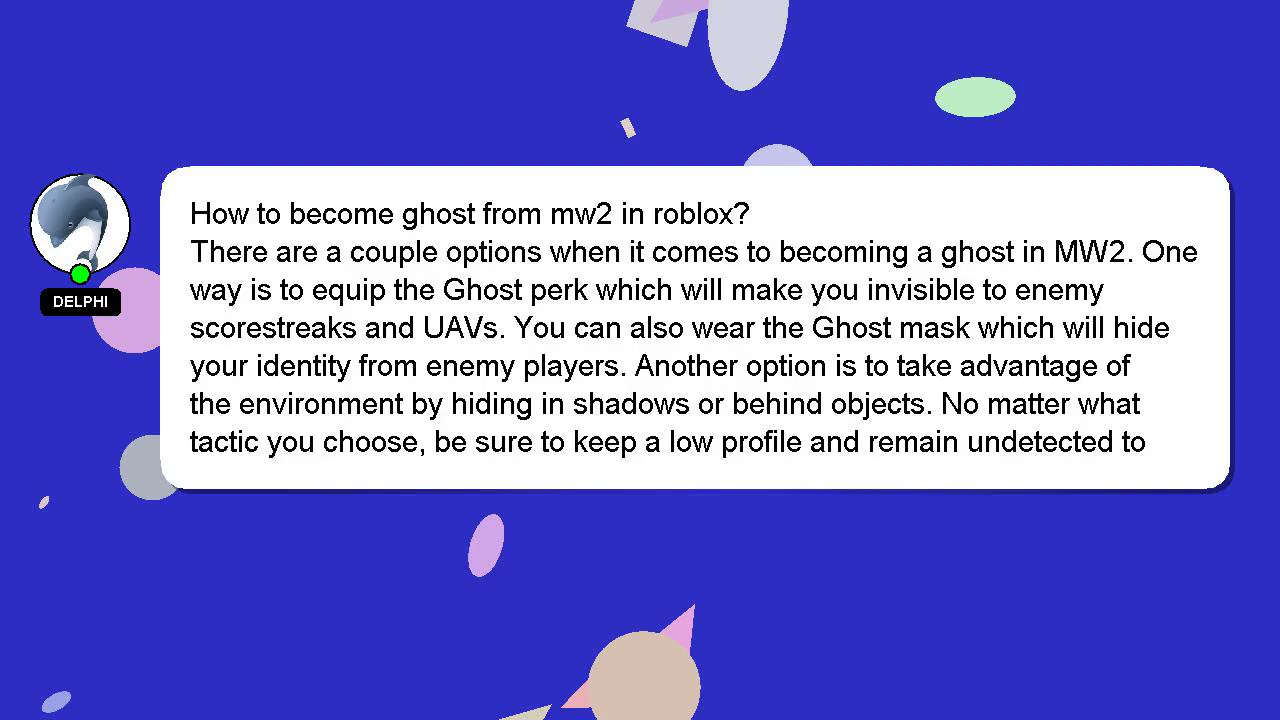 How to become ghost from mw2 in roblox?
There are a couple options when it comes to becoming a ghost in MW2. One
way is to equip the Ghost perk which will make you invisible to enemy
scorestreaks and UAVs. You can also wear the Ghost mask which will hide
your identity from enemy players. Another option is to take advantage of
the environment by hiding in shadows or behind objects. No matter what
tactic you choose, be sure to keep a low profile and remain undetected to
DELPHI